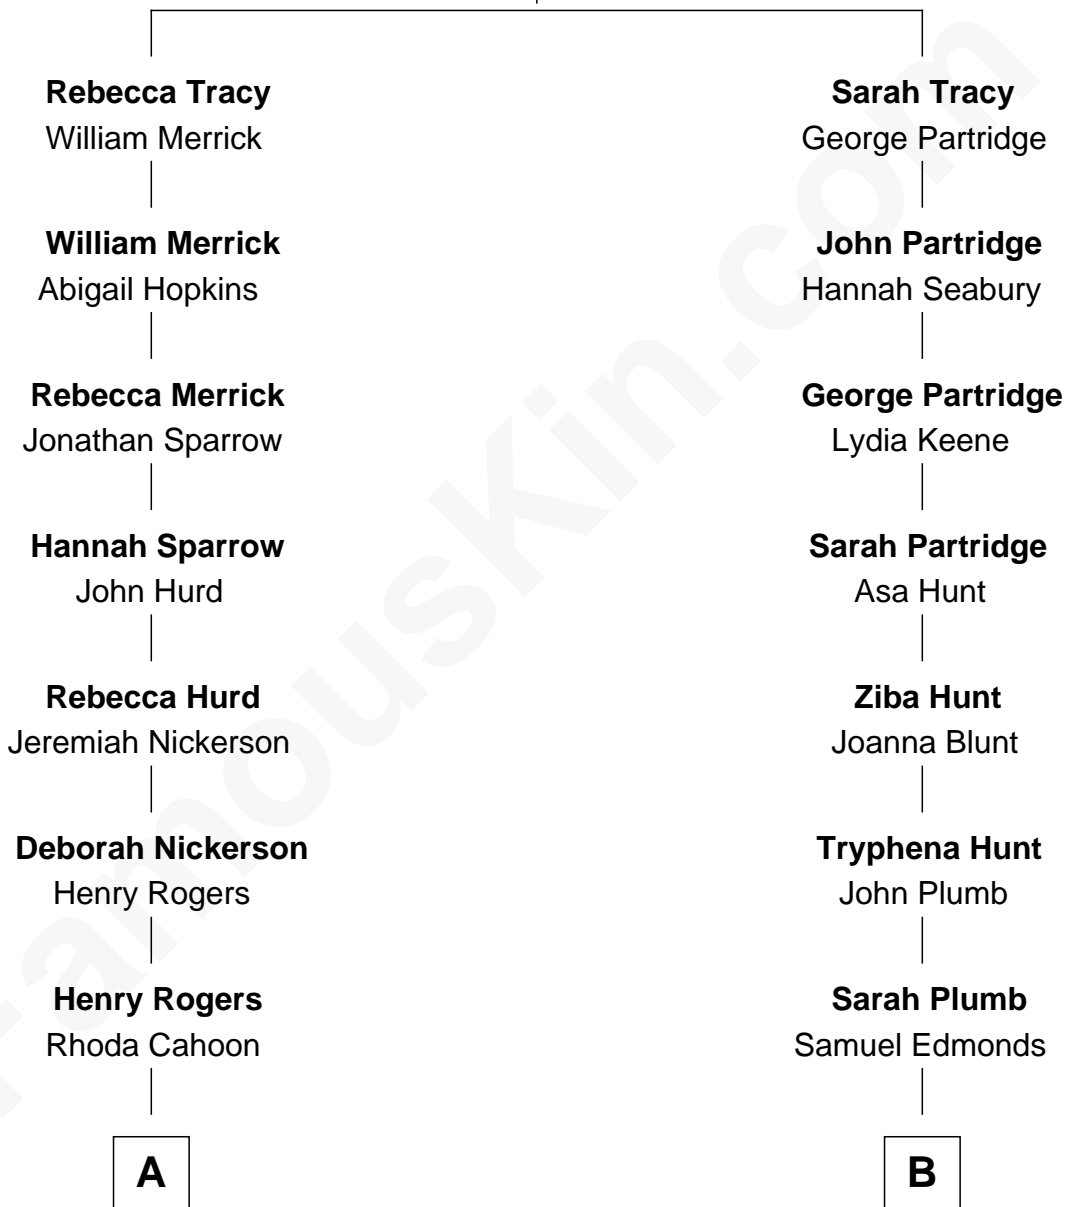 Rebecca Tracy
William Merrick
William Merrick
Abigail Hopkins
Rebecca Merrick
Jonathan Sparrow
Hannah Sparrow
John Hurd
Rebecca Hurd
Jeremiah Nickerson
Deborah Nickerson
Henry Rogers
Henry Rogers
Rhoda Cahoon
A
Sarah Tracy
George Partridge
John Partridge
Hannah Seabury
George Partridge
Lydia Keene
Sarah Partridge
Asa Hunt
Ziba Hunt
Joanna Blunt
Tryphena Hunt
John Plumb
Sarah Plumb
Samuel Edmonds
B
FamousKin.com